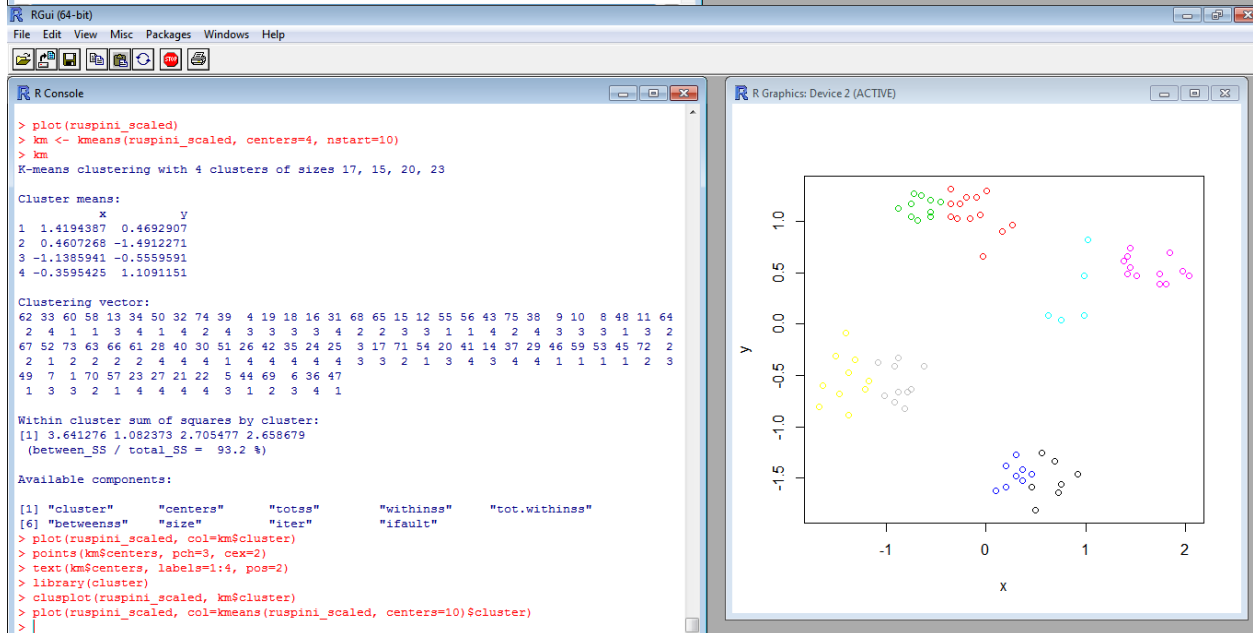 RGui (64-bit)
File Edit View Misc Packages Windows Help
STOP
R Console
> plot(ruspini_scaled)
> km <- kmeans(ruspini_scaled, centers=4, nstart=10)
> km
K-means clustering with 4 clusters of sizes 17, 15, 20, 23
Cluster means:
x y
1 1.4194387 0.4692907
2 0.4607268 -1.4912271
3 -1.1385941 -0.5559591
4 -0.3595425 1.1091151
Clustering vector:
62 33 60 58 13 34 50 32 74 39 4 19 18 16 31 68 65 15 12 55 56 43 75 38 9 10 8 48 11 64
2 4 1 1 3 4 1 4 2 4 3 3 3 3 4 2 2 3 3 1 1 4 2 4 3 3 3 1 3 2
67 52 73 63 66 61 28 40 30 51 26 42 35 24 25 3 17 71 54 20 41 14 37 29 46 59 53 45 72 2
2 1 2 2 2 2 4 4 4 1 4 4 4 4 4 3 3 2 1 3 4 3 4 4 1 1 1 1 2 3
49 7 1 70 57 23 27 21 22 5 44 69 6 36 47
1 3 3 2 1 4 4 4 4 3 1 2 3 4 1
Within cluster sum of squares by cluster:
[1] 3.641276 1.082373 2.705477 2.658679
(between_SS / total_SS = 93.2 %)
Available components:
[1] "cluster" "centers" "totss" "withinss" "tot.withinss"
[6] "betweenss" "size" "iter" "ifault"
> plot(ruspini_scaled, col=km$cluster)
> points(km$centers, pch=3, cex=2)
> text(km$centers, labels=1:4, pos=2)
> library(cluster)
> clusplot(ruspini_scaled, km$cluster)
> plot(ruspini_scaled, col=kmeans(ruspini_scaled, centers=10)$cluster)
>
R Graphics: Device 2 (ACTIVE)
1.0
0.5
0.0
-0.5
-1.0
-1.5
y
-1 0 1 2
x